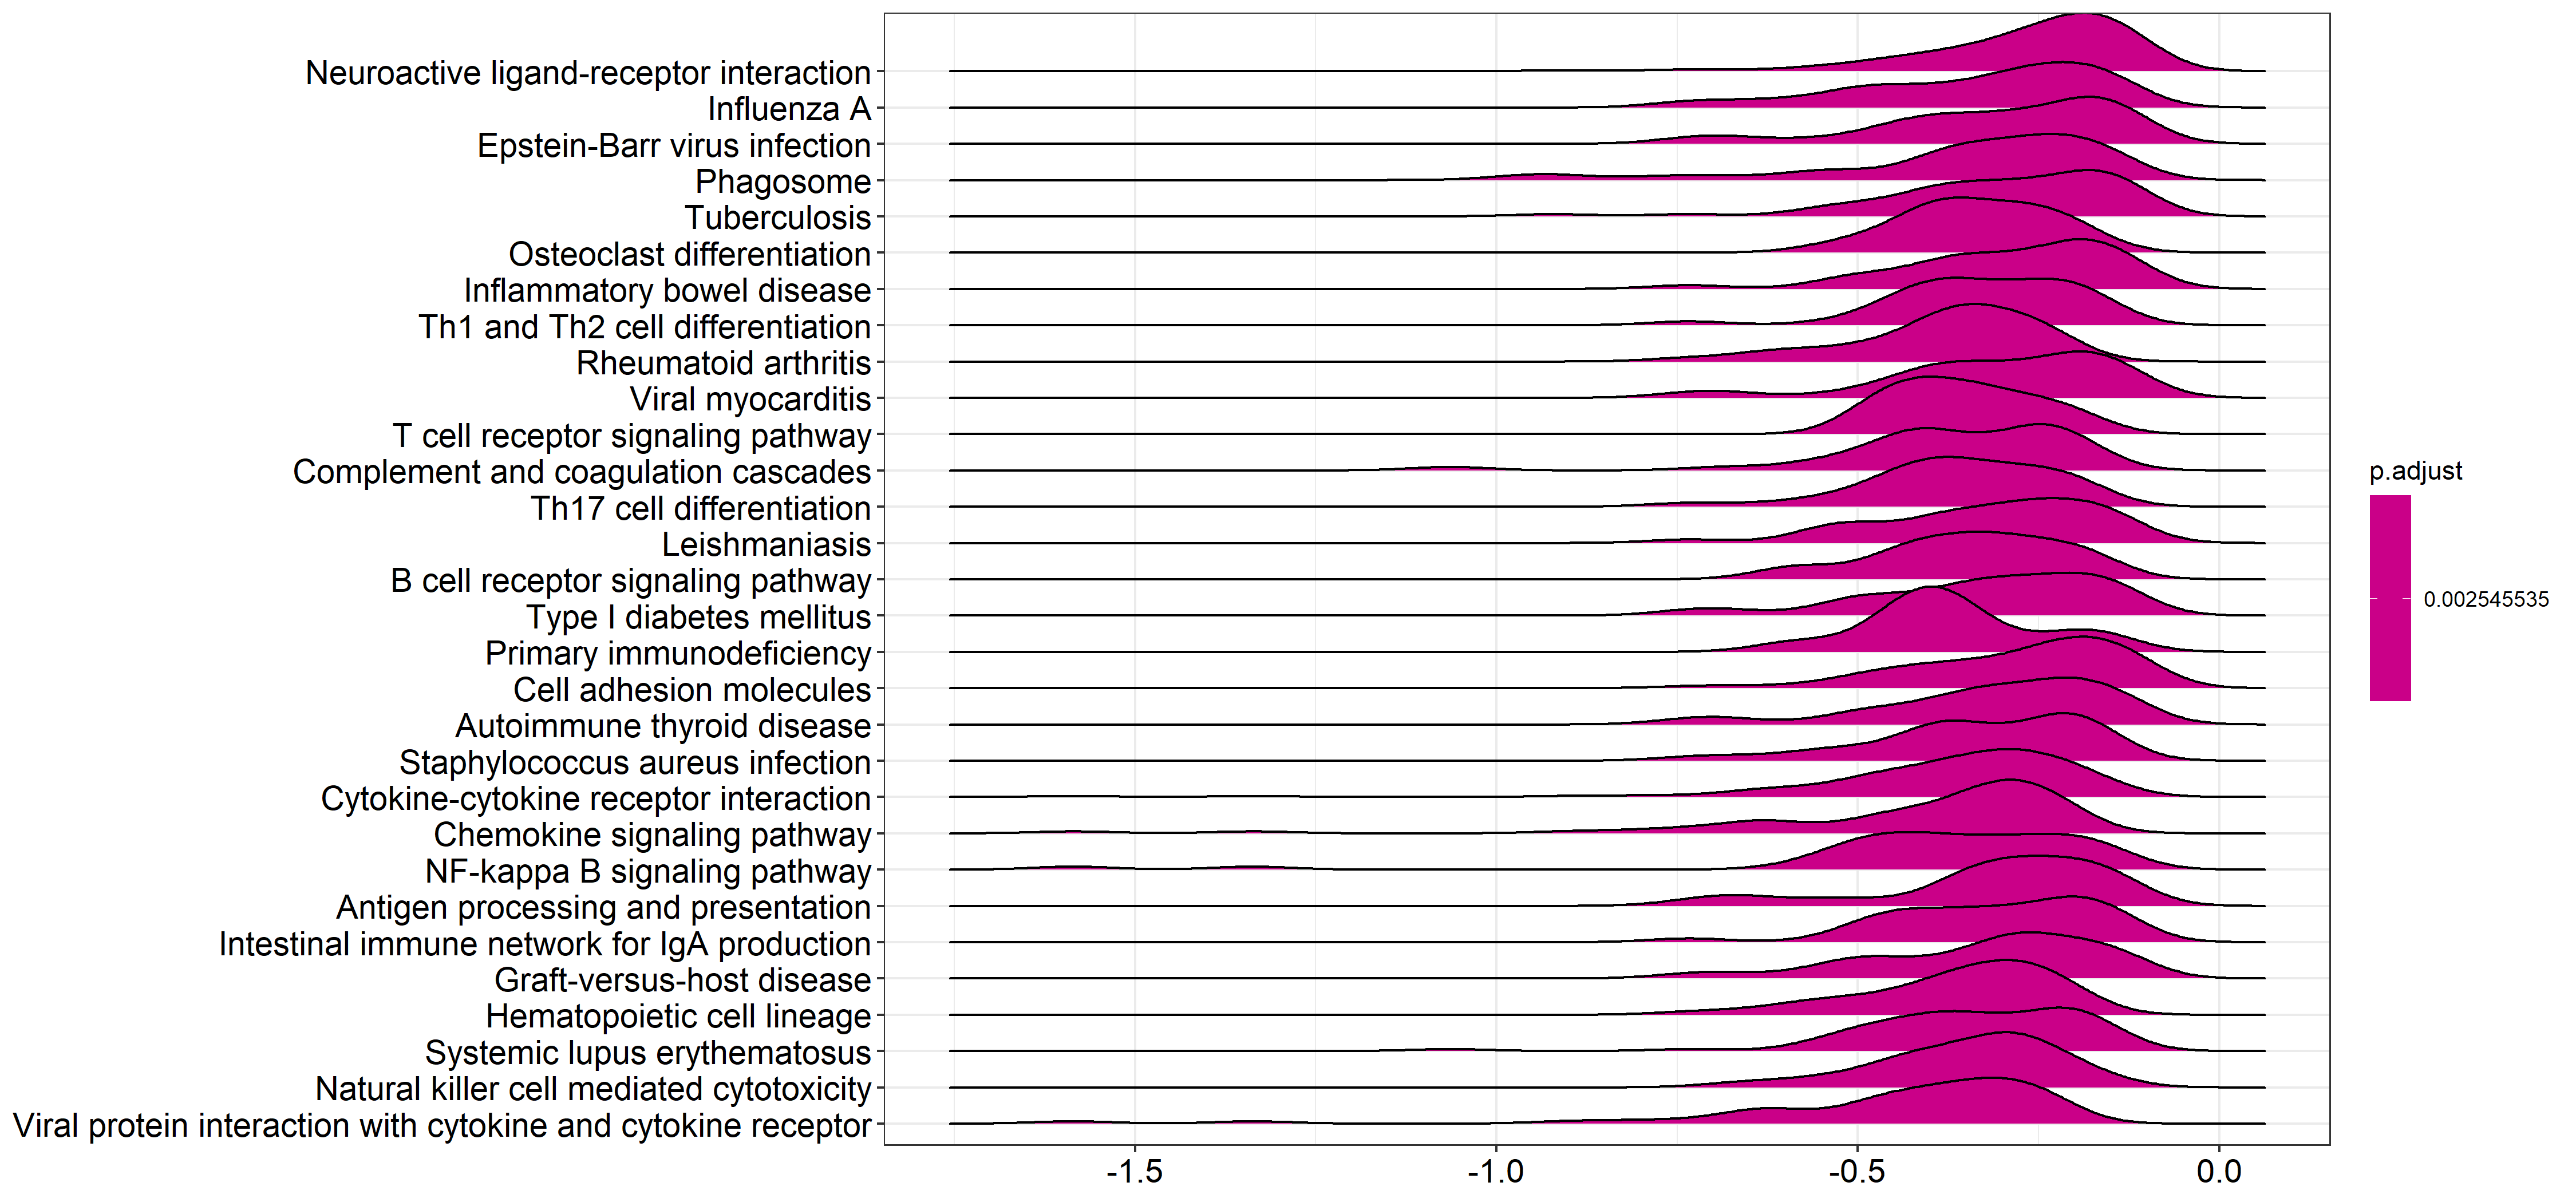 Neuroactive ligand-receptor interaction
Influenza A
Epstein-Barr virus infection
Phagosome
Tuberculosis
Osteoclast differentiation
Inflammatory bowel disease
Th1 and Th2 cell differentiation
Rheumatoid arthritis
Viral myocarditis
T cell receptor signaling pathway
Complement and coagulation cascades
Th17 cell differentiation
Leishmaniasis
B cell receptor signaling pathway
Type I diabetes mellitus
Primary immunodeficiency
Cell adhesion molecules
Autoimmune thyroid disease
Staphylococcus aureus infection
Cytokine-cytokine receptor interaction
Chemokine signaling pathway
NF-kappa B signaling pathway
Antigen processing and presentation
Intestinal immune network for IgA production
Graft-versus-host disease
Hematopoietic cell lineage
Systemic lupus erythematosus
Natural killer cell mediated cytotoxicity
Viral protein interaction with cytokine and cytokine receptor
-1.5 -1.0 -0.5 0.0
p.adjust
0.002545535